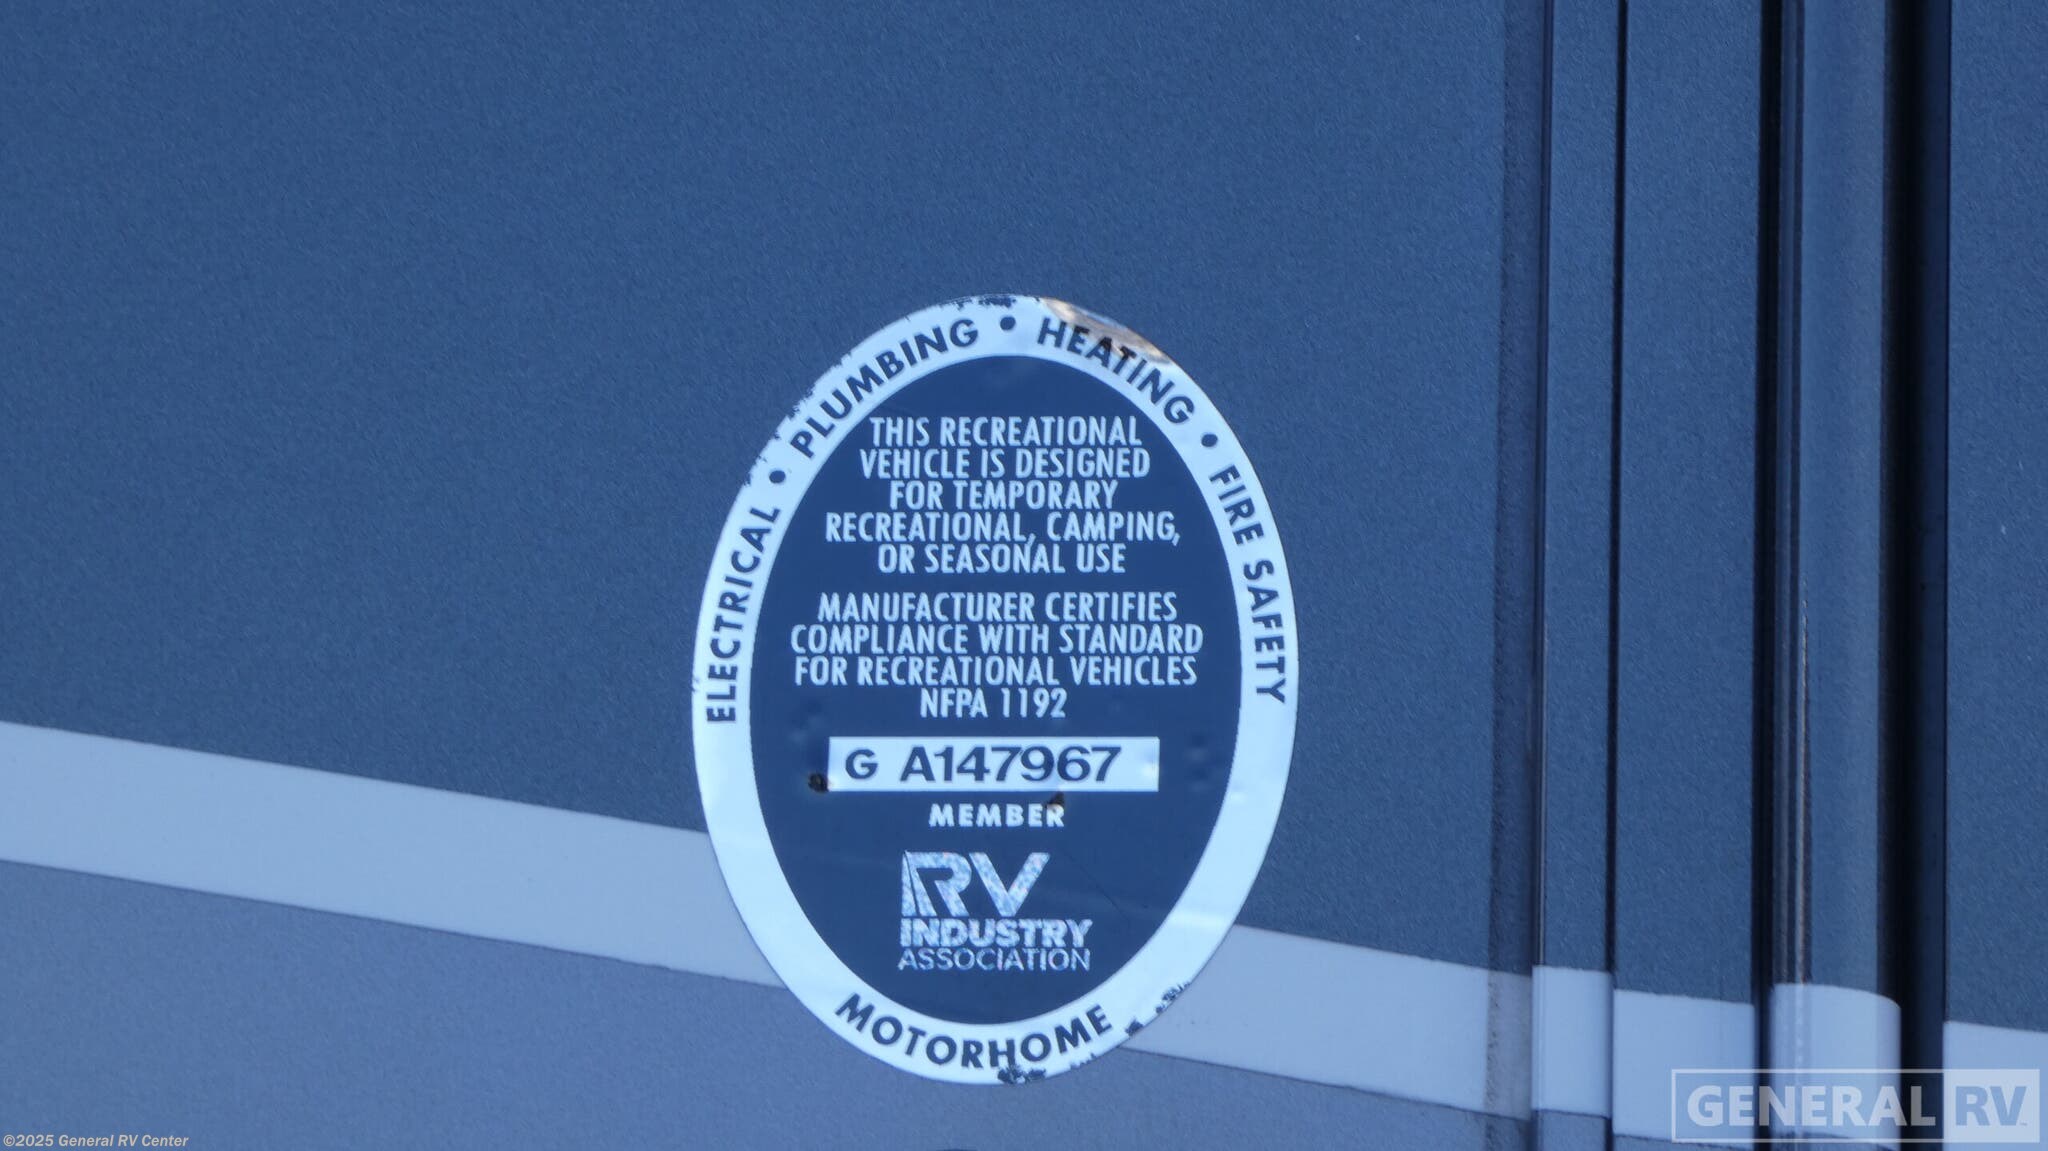 ELECTRICAL • PLUMBING • HEATING • FIRE SAFETY
THIS RECREATIONAL
VEHICLE IS DESIGNED
FOR TEMPORARY
RECREATIONAL, CAMPING,
OR SEASONAL USE
MANUFACTURER CERTIFIES
COMPLIANCE WITH STANDARD
FOR RECREATIONAL VEHICLES
NFPA 1192
G A147967
MEMBER
RV
INDUSTRY
ASSOCIATION
MOTORHOME
GENERAL RV
©2025 General RV Center